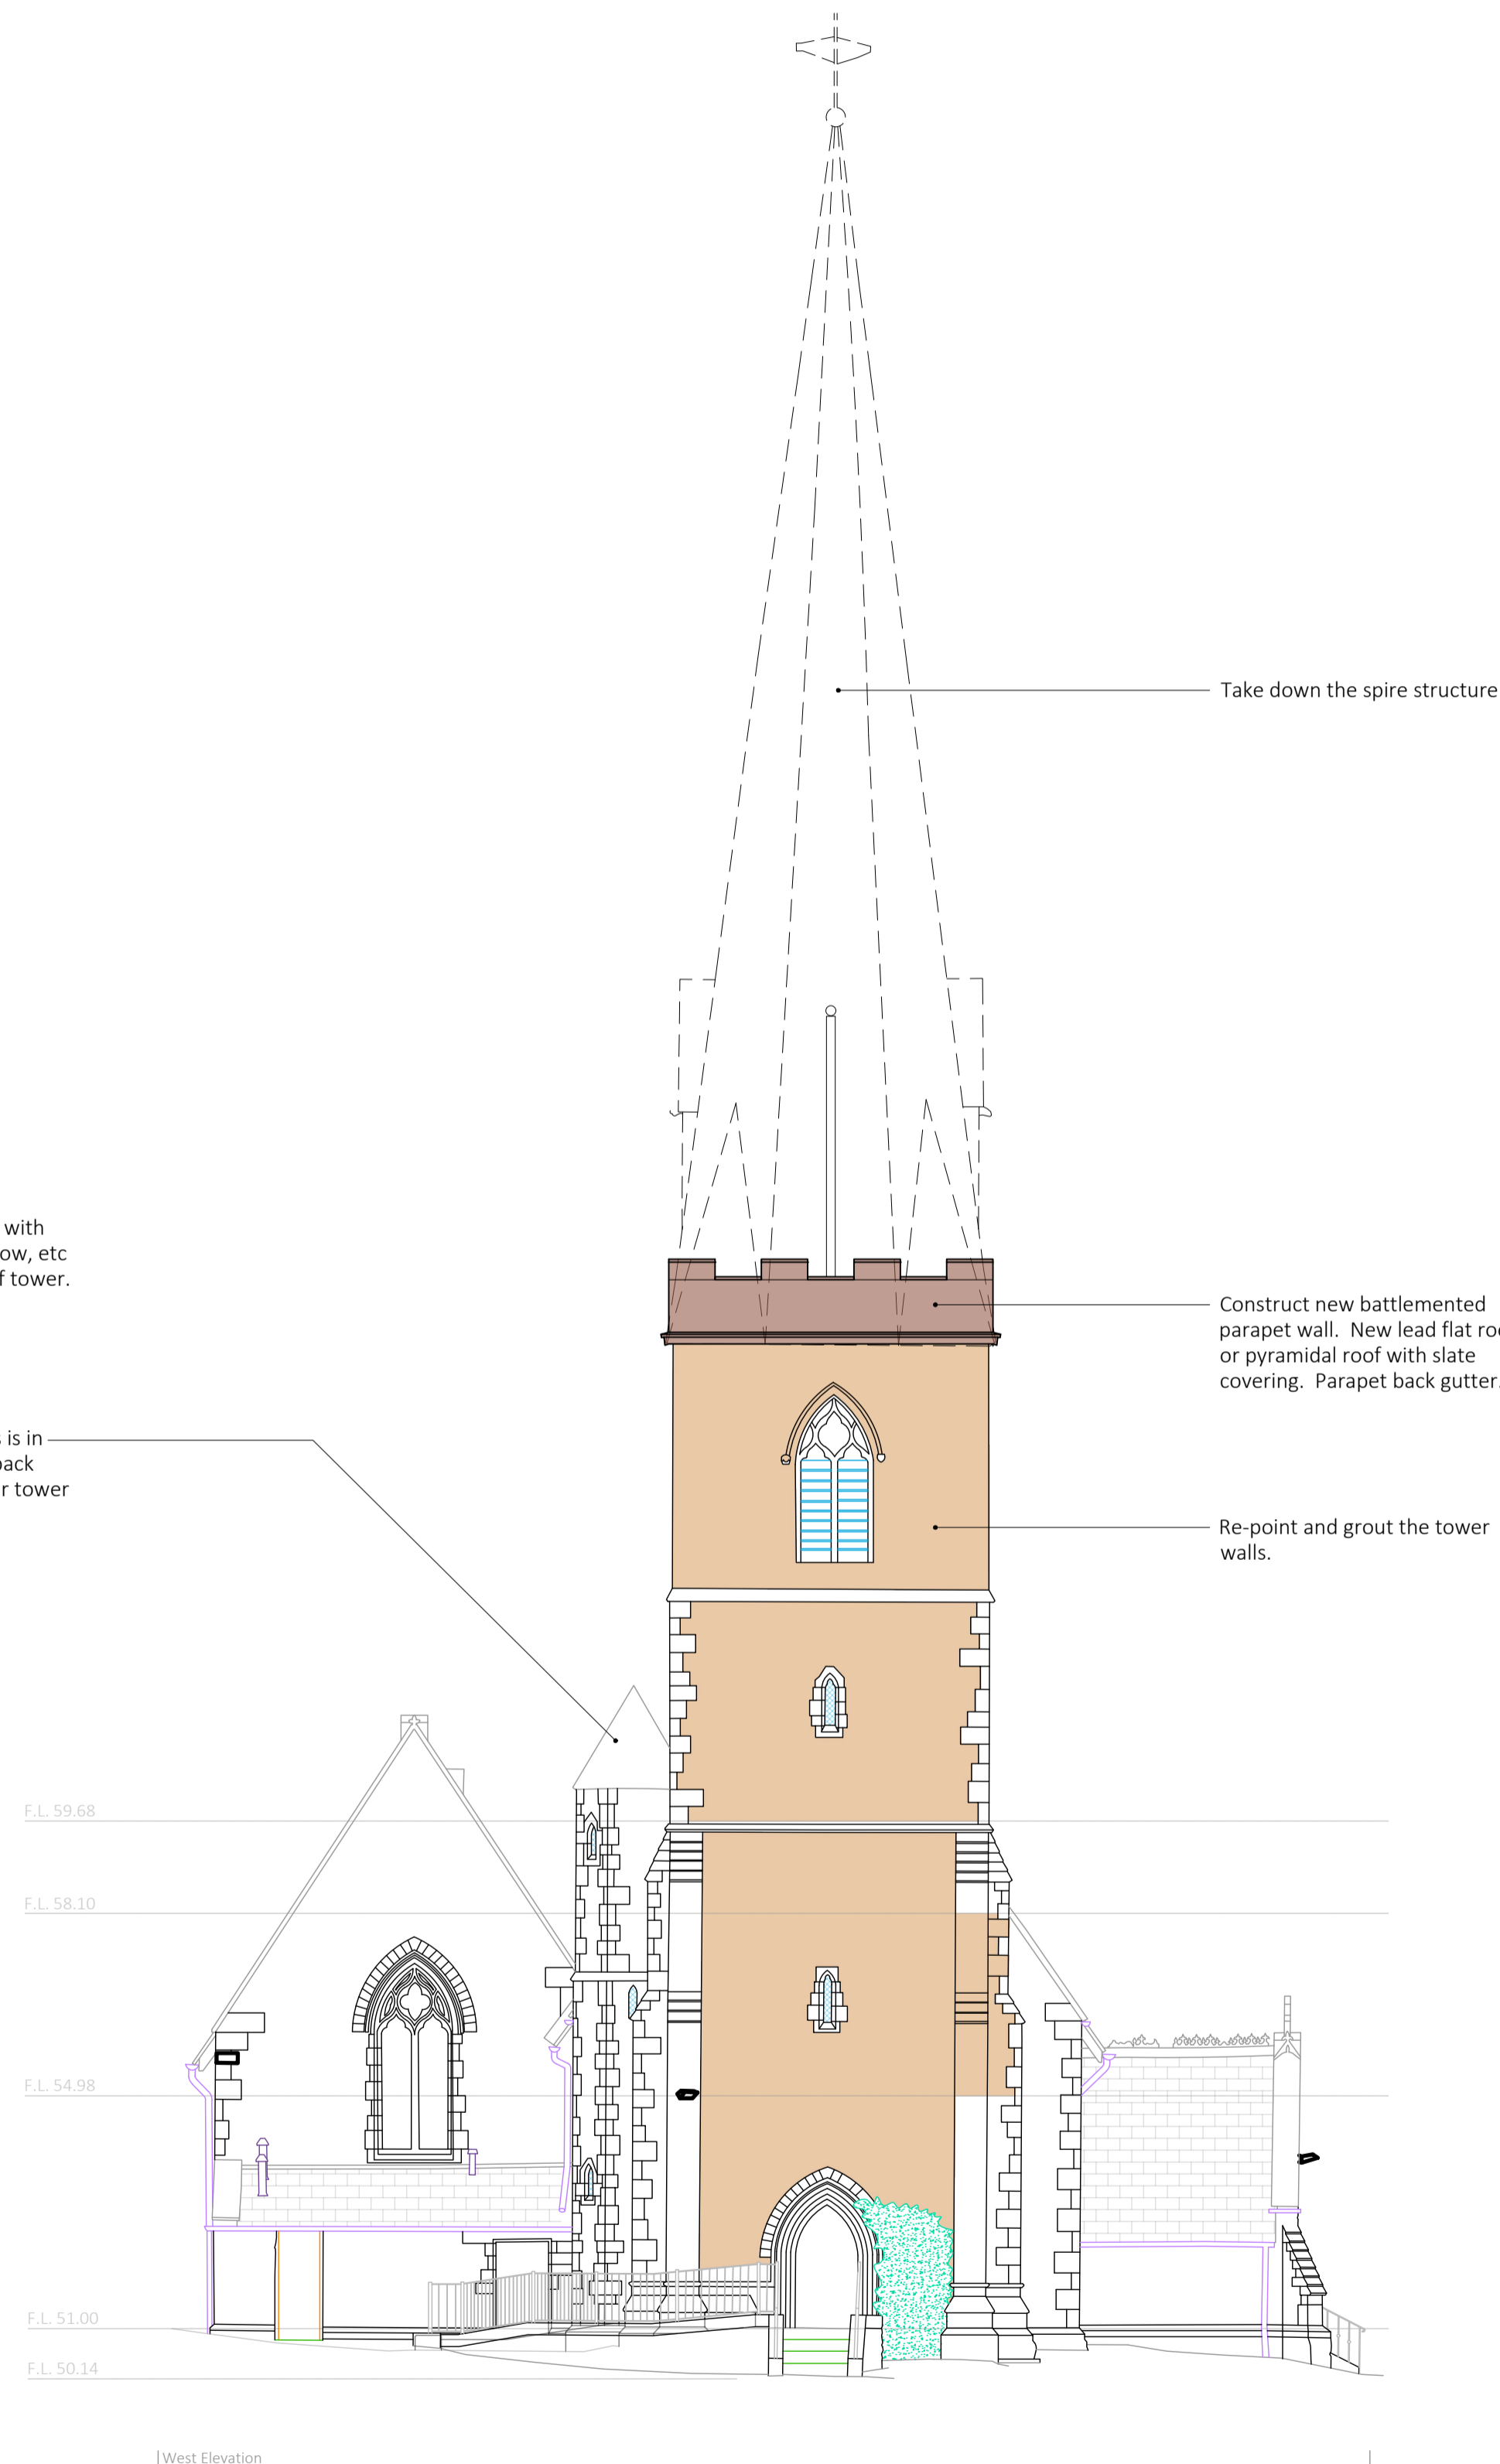 Take down the spire structure
with
ow, etc
f tower.
Construct new battlemented
parapet wall.  New lead flat roo
or pyramidal roof with slate
covering.  Parapet back gutter.
s is in
back
r tower
Re-point and grout the tower
walls.
F.L. 59.68
F.L. 58.10
F.L. 54.98
F.L. 51.00
F.L. 50.14
West Elevation